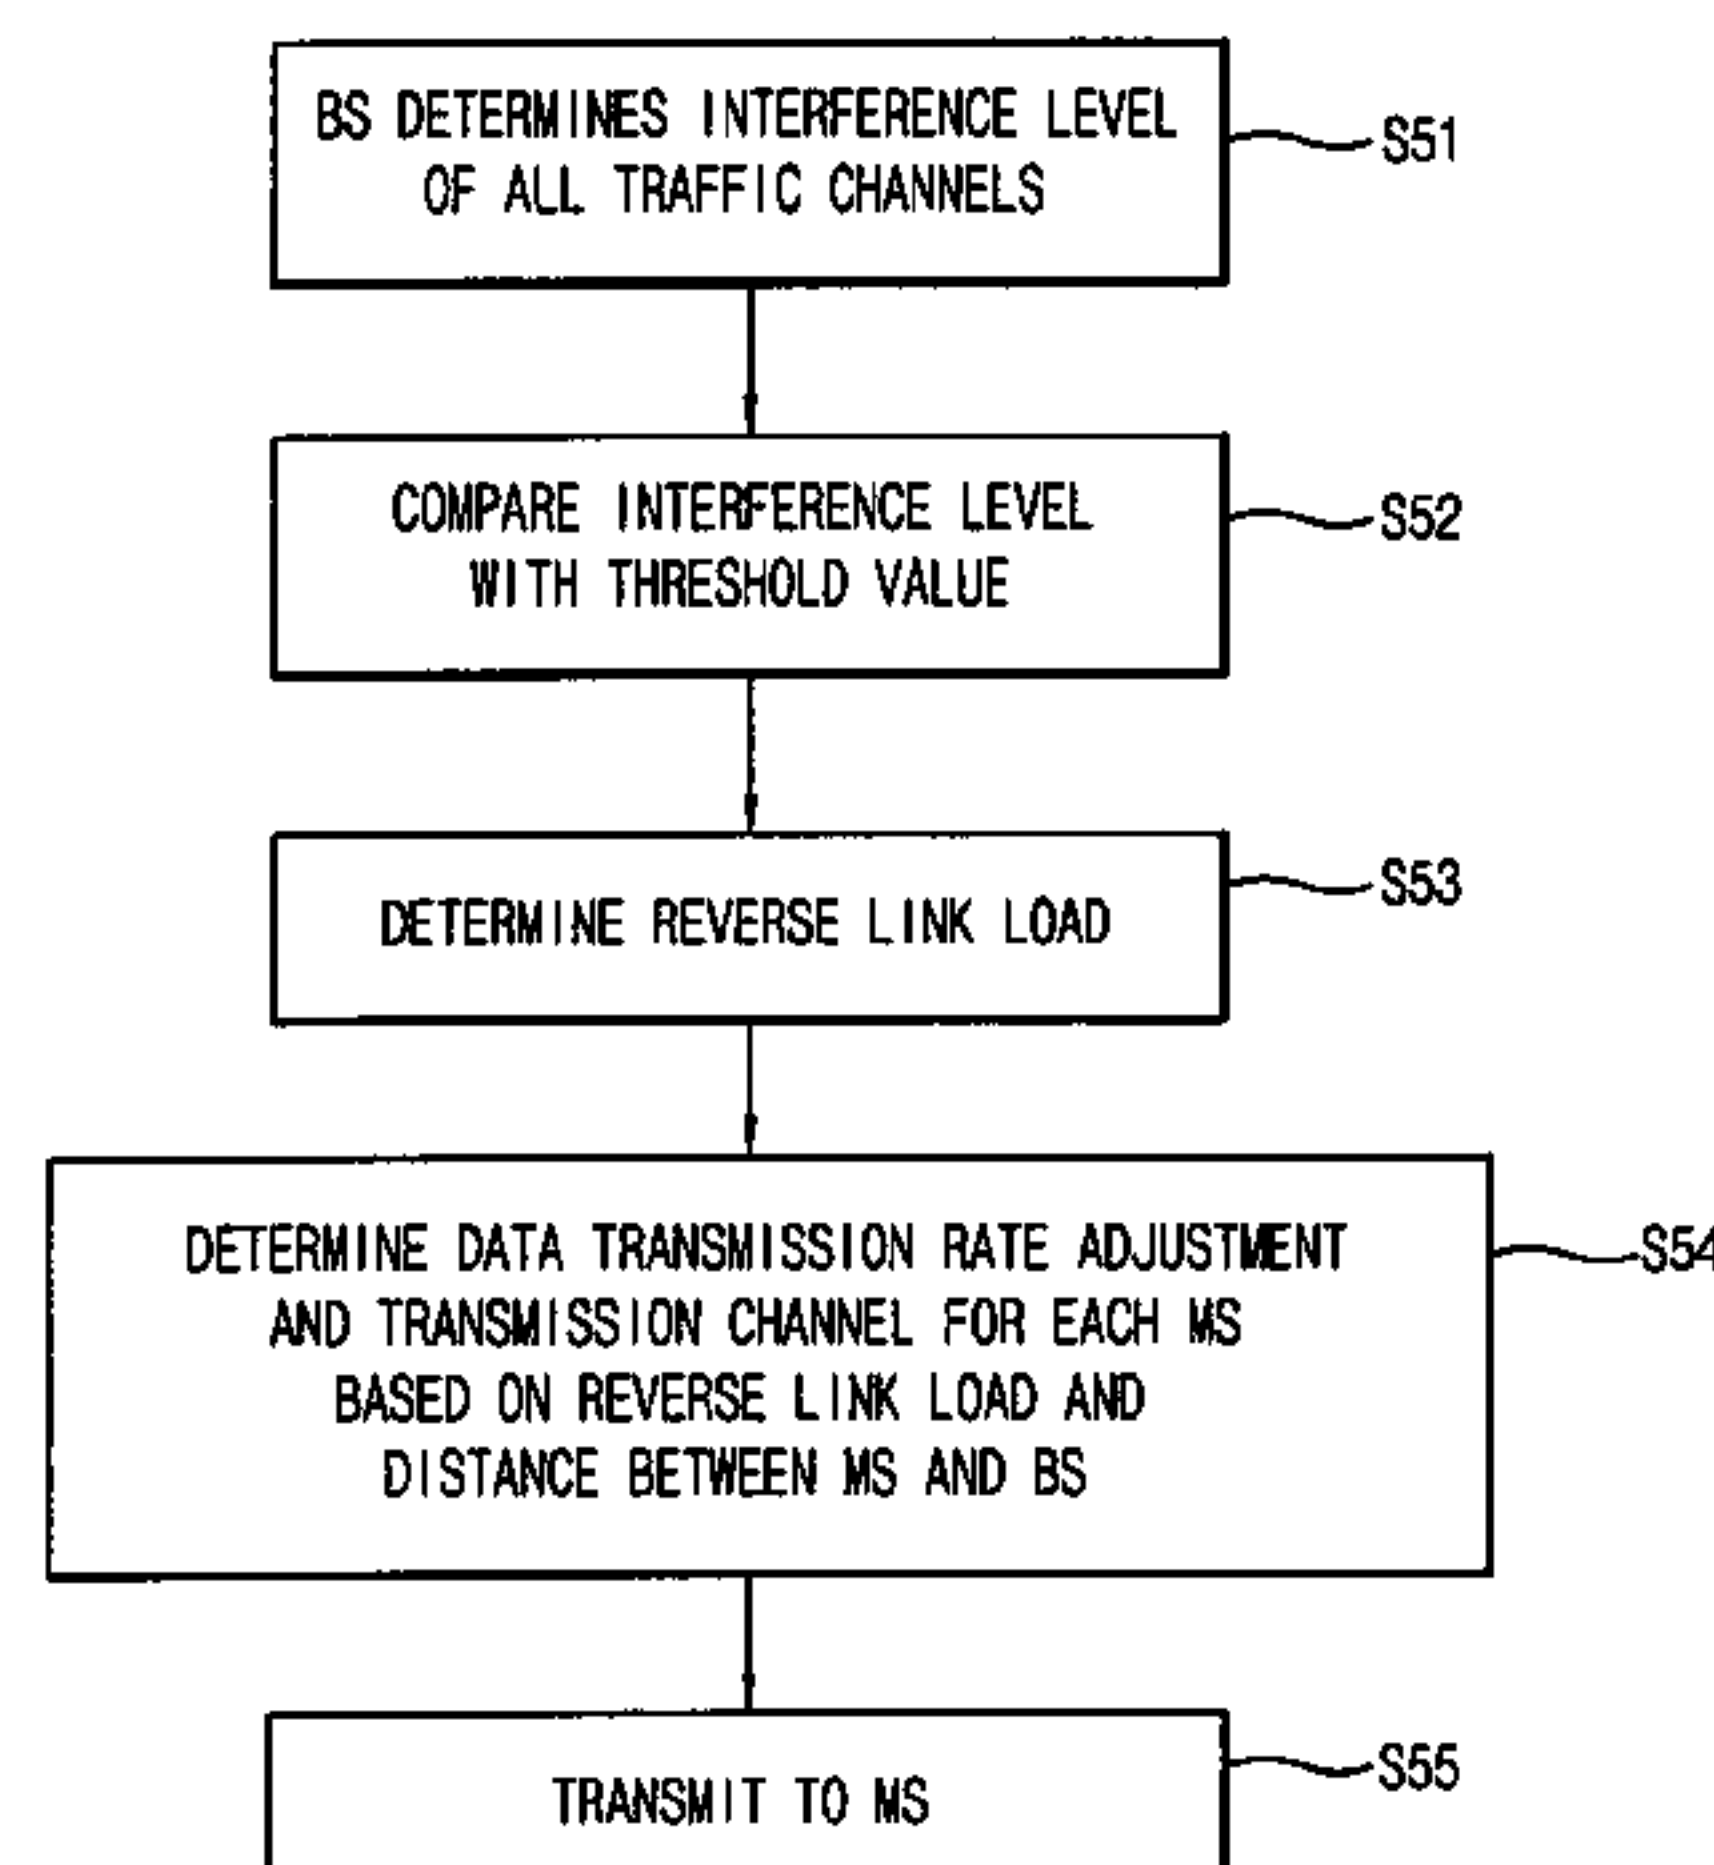 BS DETERMINES INTERFERENCE LEVEL
OF ALL TRAFFIC CHANNELS
S51
COMPARE INTERFERENCE LEVEL
WITH THRESHOLD VALUE
S52
DETERMINE REVERSE LINK LOAD
S53
DETERMINE DATA TRANSMISSION RATE ADJUSTMENT
AND TRANSMISSION CHANNEL FOR EACH MS
BASED ON REVERSE LINK LOAD AND
DISTANCE BETWEEN MS AND BS
S54
TRANSMIT TO MS
S55